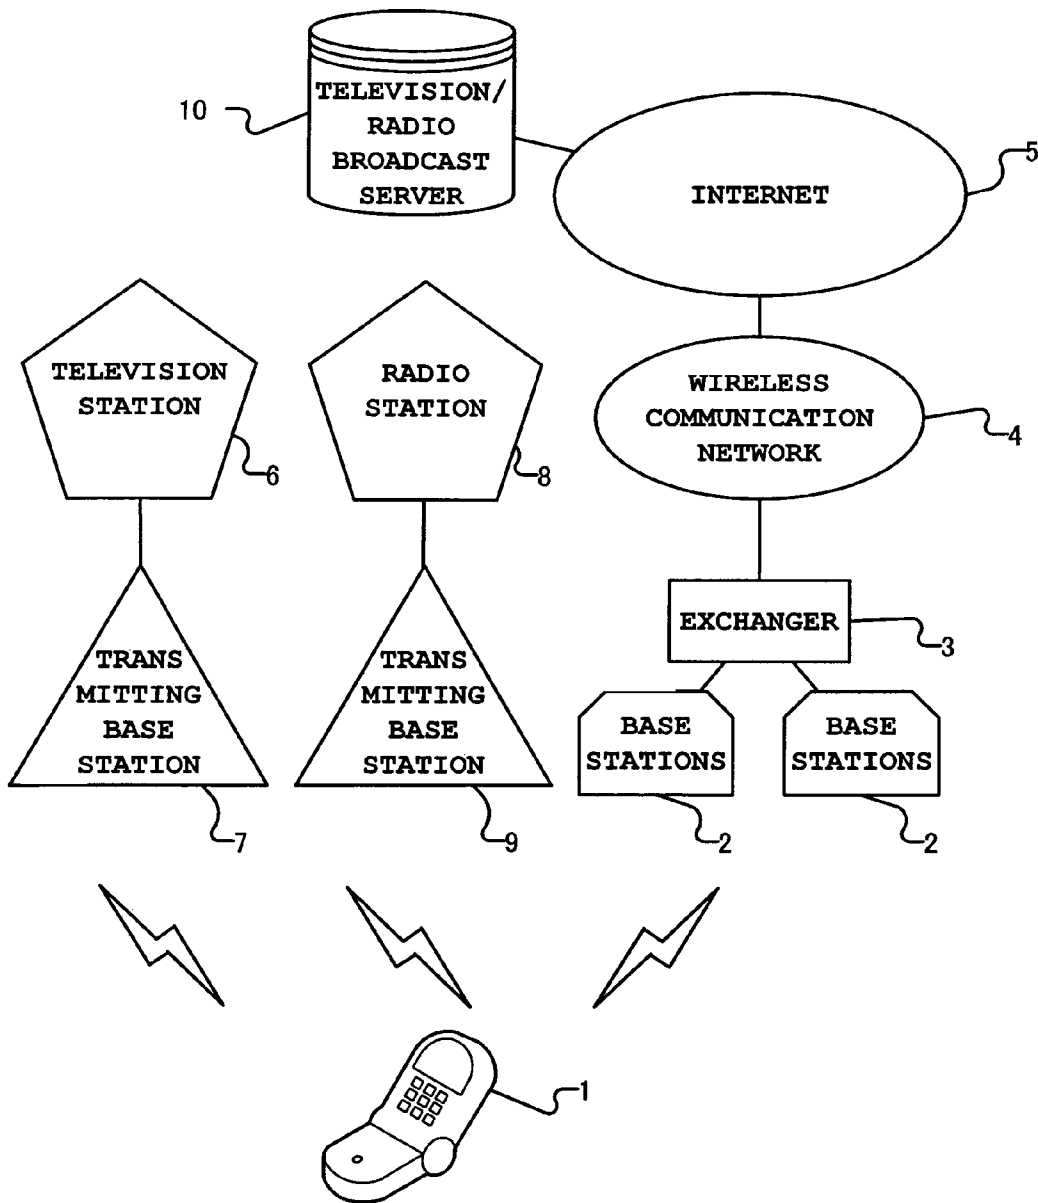 TELEVISION/
RADIO
BROADCAST
SERVER
10
INTERNET
5
TELEVISION
STATION
6
RADIO
STATION
8
WIRELESS
COMMUNICATION
NETWORK
4
EXCHANGER
3
TRANS
MITTING
BASE
STATION
7
TRANS
MITTING
BASE
STATION
9
BASE
STATIONS
2
BASE
STATIONS
2
1